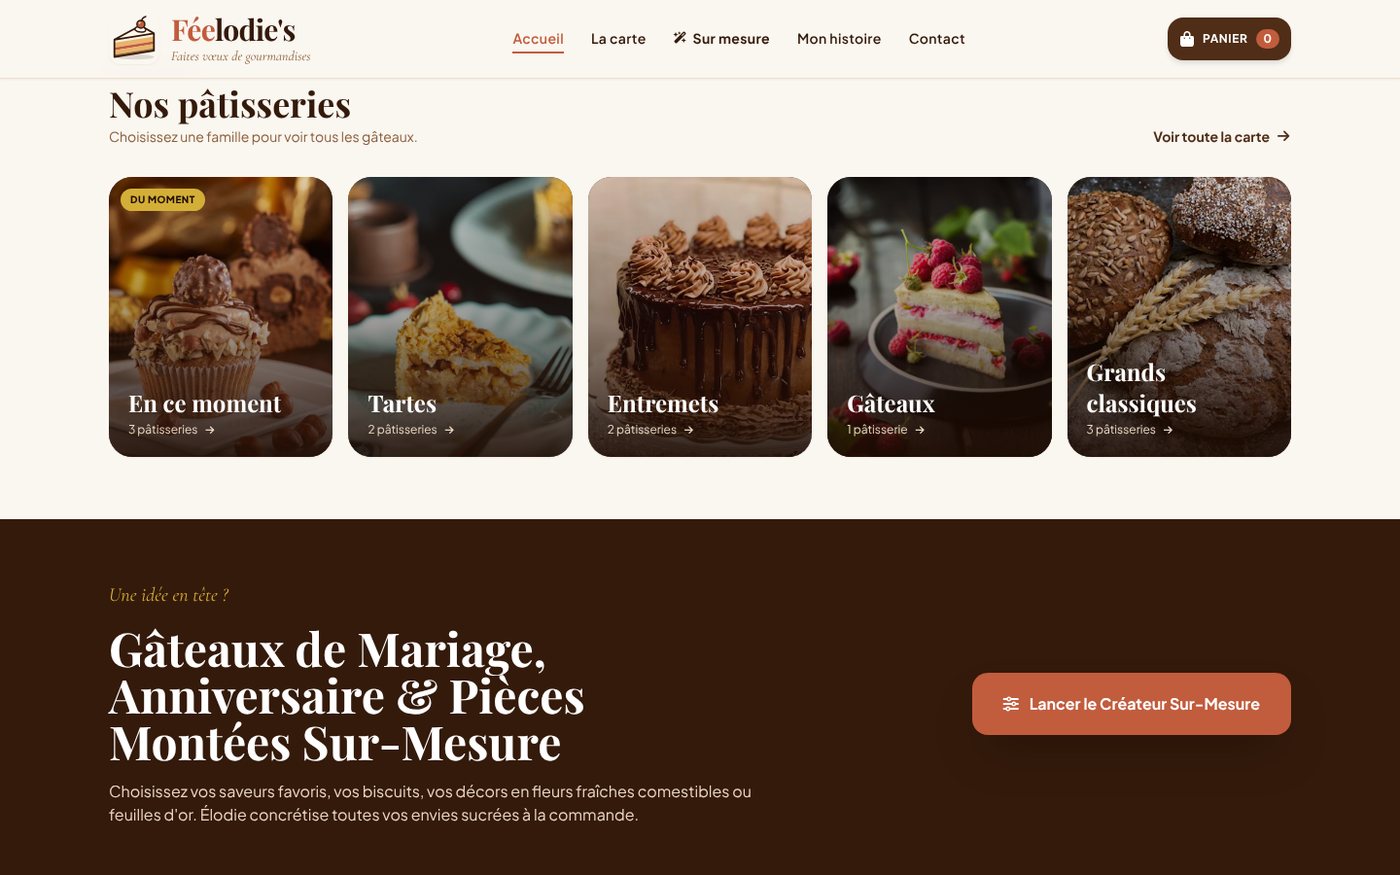 Féelodie's
Faites vœux de gourmandises
Accueil
La carte
Sur mesure
Mon histoire
Contact
PANIER 0
Nos pâtisseries
Choisissez une famille pour voir tous les gâteaux.
Voir toute la carte →
DU MOMENT
En ce moment
3 pâtisseries →
Tartes
2 pâtisseries →
Entremets
2 pâtisseries →
Gâteaux
1 pâtisserie →
Grands
classiques
3 pâtisseries →
Une idée en tête ?
Gâteaux de Mariage,
Anniversaire & Pièces
Montées Sur-Mesure
Choisissez vos saveurs favoris, vos biscuits, vos décors en fleurs fraîches comestibles ou
feuilles d'or. Élodie concrétise toutes vos envies sucrées à la commande.
Lancer le Créateur Sur-Mesure